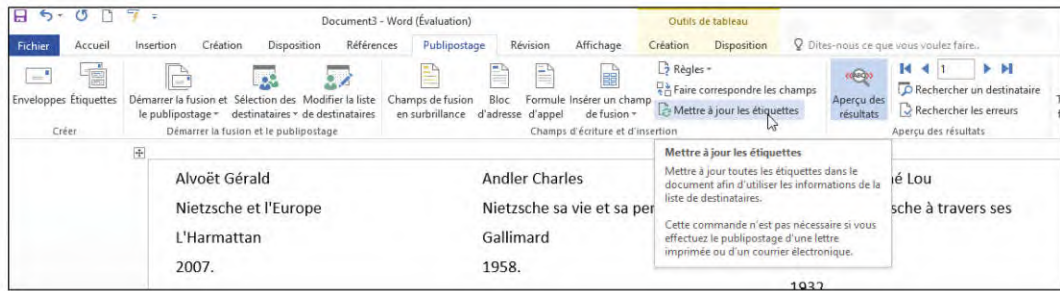 Document3 - Word (Évaluation)
Outils de tableau
Fichier Accueil Insertion Création Disposition Références Publipostage Révision Affichage Création Disposition Dites-nous ce que vous voulez faire..
Enveloppes Étiquettes
Créer
Démarrer la fusion et le publipostage
Sélection des destinataires
Modifier la liste de destinataires
Démarrer la fusion et le publipostage
Champs de fusion en surbrillance
Bloc d'adresse
Formule d'appel
Insérer un champ de fusion
Règles
Faire correspondre les champs
Mettre à jour les étiquettes
Champs d'écriture et d'insertion
ABC
Aperçu des résultats
1
Rechercher un destinataire
Rechercher les erreurs
Aperçu des résultats
Mettre à jour les étiquettes
Mettre à jour toutes les étiquettes dans le
document afin d'utiliser les informations de la
liste de destinataires.
Cette commande n'est pas nécessaire si vous
effectuez le publipostage d'une lettre
imprimée ou d'un courrier électronique.
Alvoët Gérald
Nietzsche et l'Europe
L'Harmattan
2007.
Andler Charles
Nietzsche sa vie et sa
Gallimard
1958.
Lou
à travers ses
1932